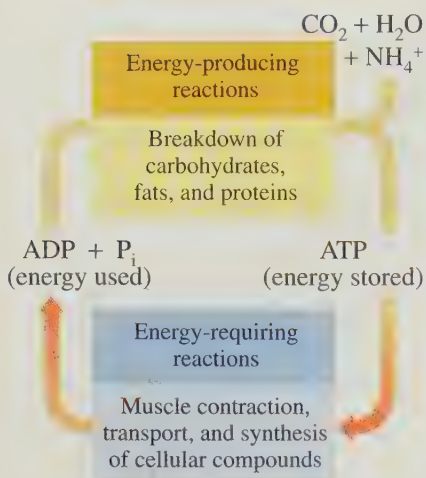 CO₂ + H₂O
+ NH₄⁺
Energy-producing
reactions
Breakdown of
carbohydrates,
fats, and proteins
ADP + Pᵢ
(energy used)
ATP
(energy stored)
Energy-requiring
reactions
Muscle contraction,
transport, and synthesis
of cellular compounds